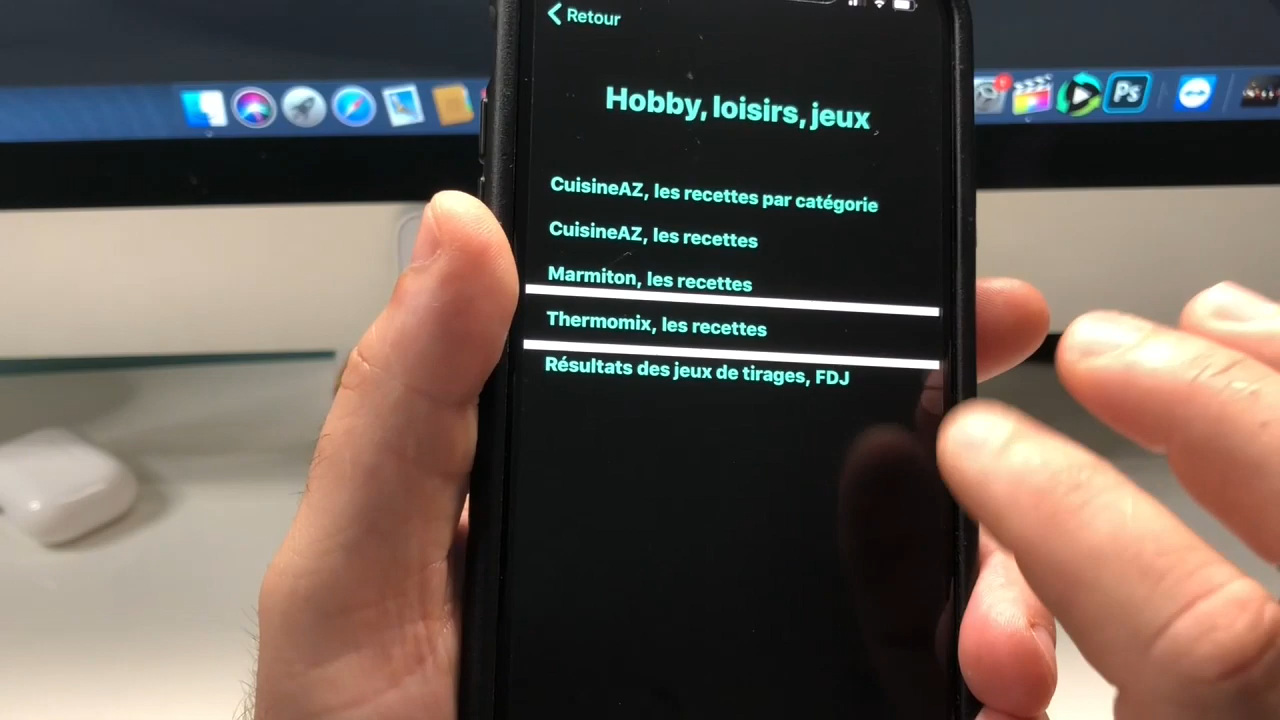 Retour
Hobby, loisirs, jeux
CuisineAZ, les recettes par catégorie
CuisineAZ, les recettes
Marmiton, les recettes
Thermomix, les recettes
Résultats des jeux de tirages, FDJ
Ps